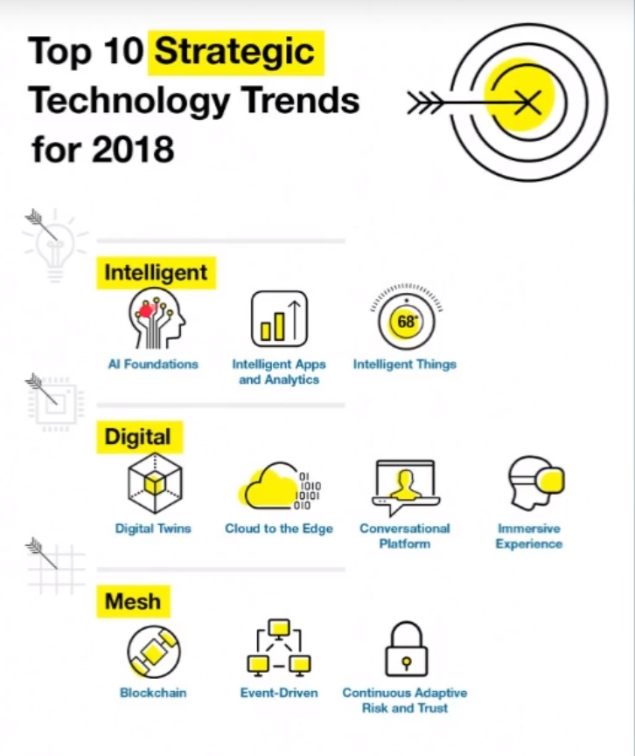 Top 10 Strategic
Technology Trends
for 2018
Intelligent
AI Foundations
Intelligent Apps
and Analytics
68°
Intelligent Things
Digital
Digital Twins
01
1010
10101
010
Cloud to the Edge
Conversational
Platform
Immersive
Experience
Mesh
Blockchain
Event-Driven
Continuous Adaptive
Risk and Trust